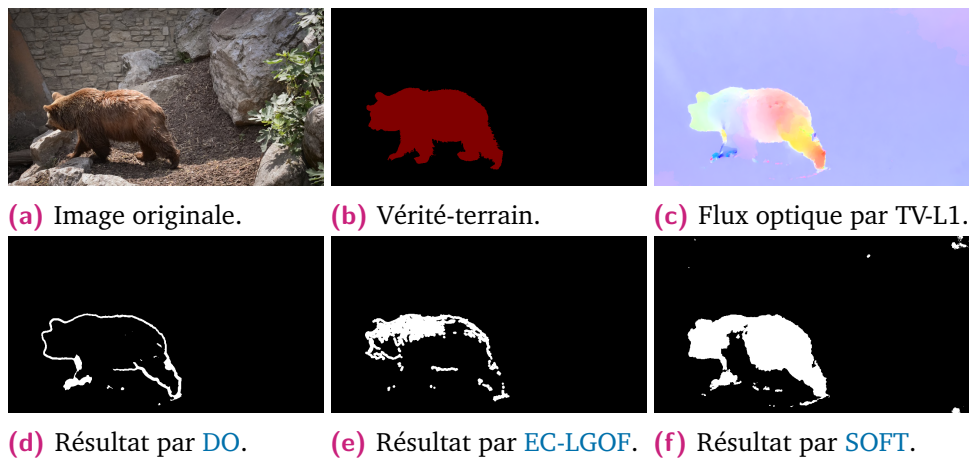 (a) Image originale.
(b) Vérité-terrain.
(c) Flux optique par TV-L1.
(d) Résultat par DO.
(e) Résultat par EC-LGOF.
(f) Résultat par SOFT.